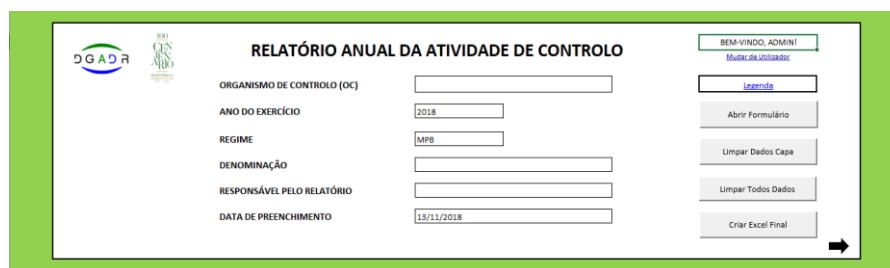 DGADR
100
CEN
RELATÓRIO ANUAL DA ATIVIDADE DE CONTROLO
BEM-VINDO, ADMIN!
Mudar de Utilizador
ORGANISMO DE CONTROLO (OC)
Legenda
ANO DO EXERCÍCIO
2018
Abrir Formulário
REGIME
MPB
Limpar Dados Capa
DENOMINAÇÃO
RESPONSÁVEL PELO RELATÓRIO
Limpar Todos Dados
DATA DE PREENCHIMENTO
13/11/2018
Criar Excel Final